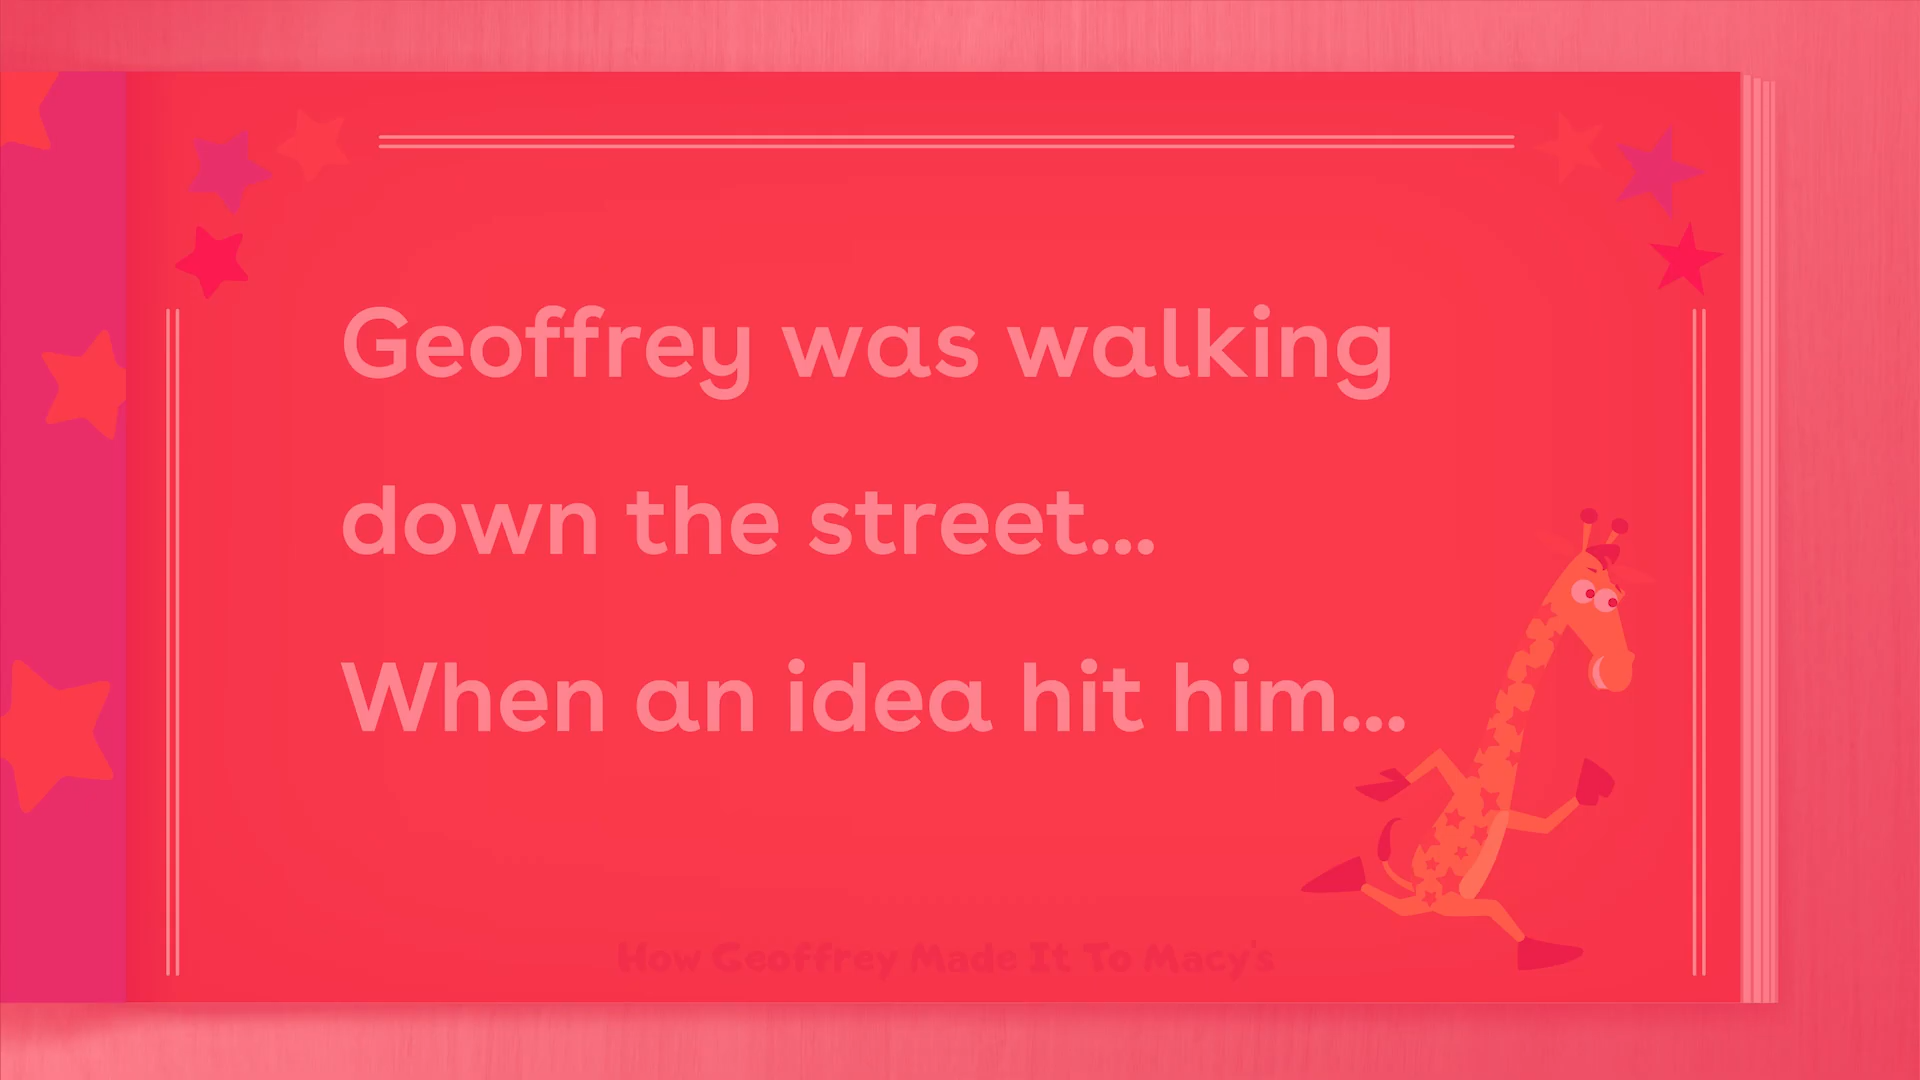 Geoffrey was walking
down the street...
When an idea hit him...
How Geoffrey Made It To Macy's